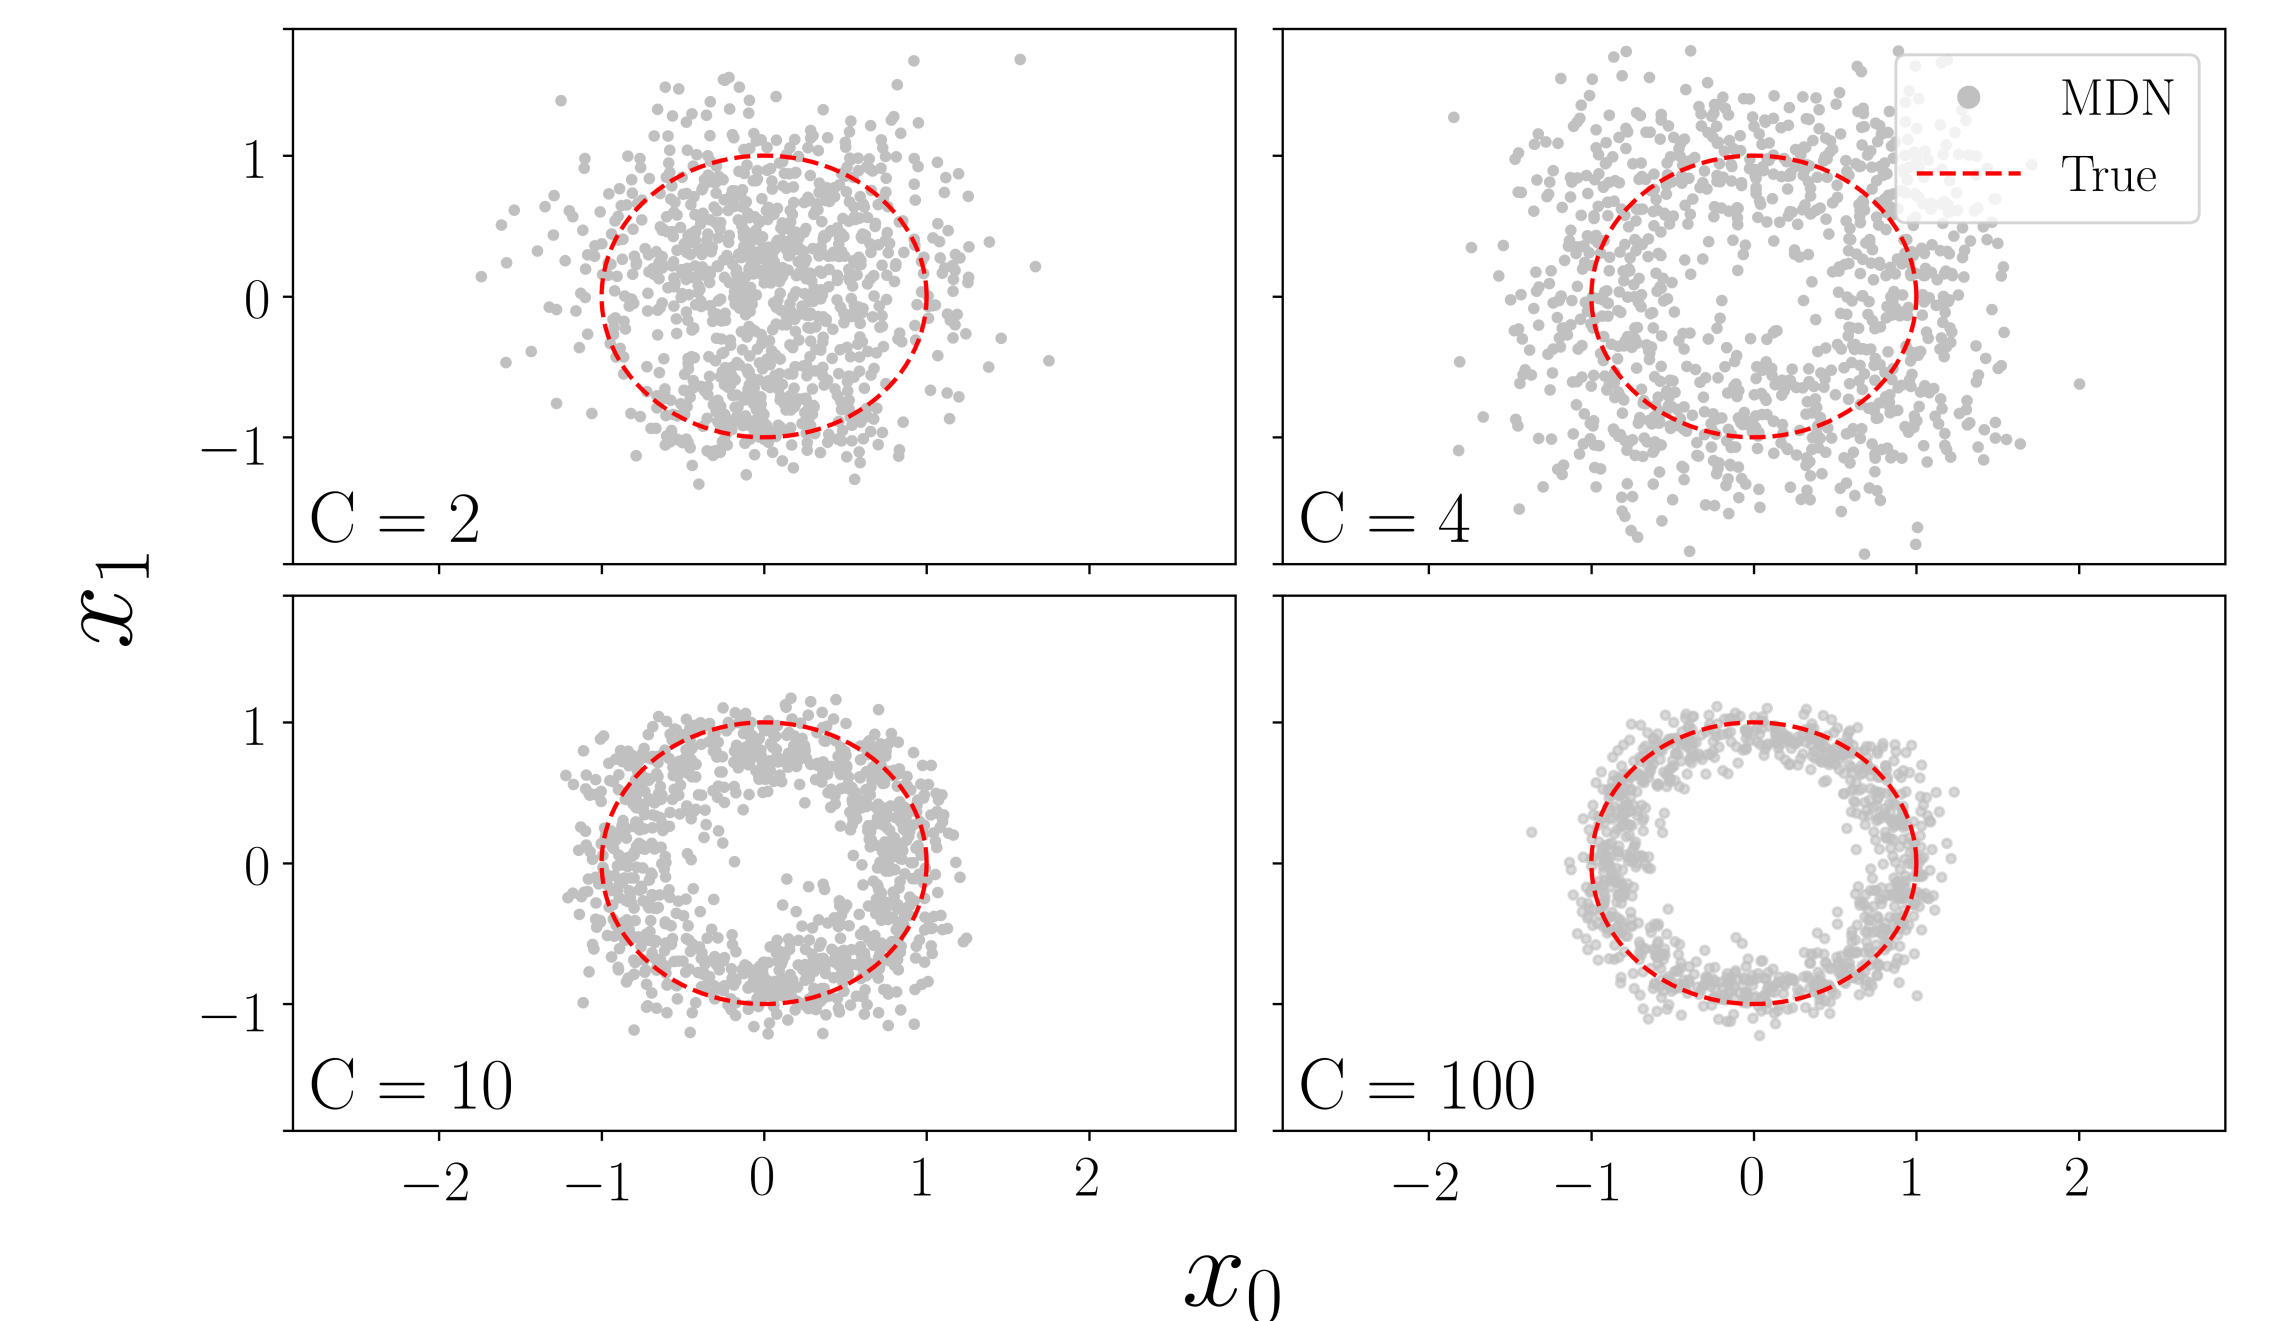 MDN
True
1
0
−1
C = 2
C = 4
x₁
1
0
−1
C = 10
C = 100
−2 −1 0 1 2
−2 −1 0 1 2
x₀